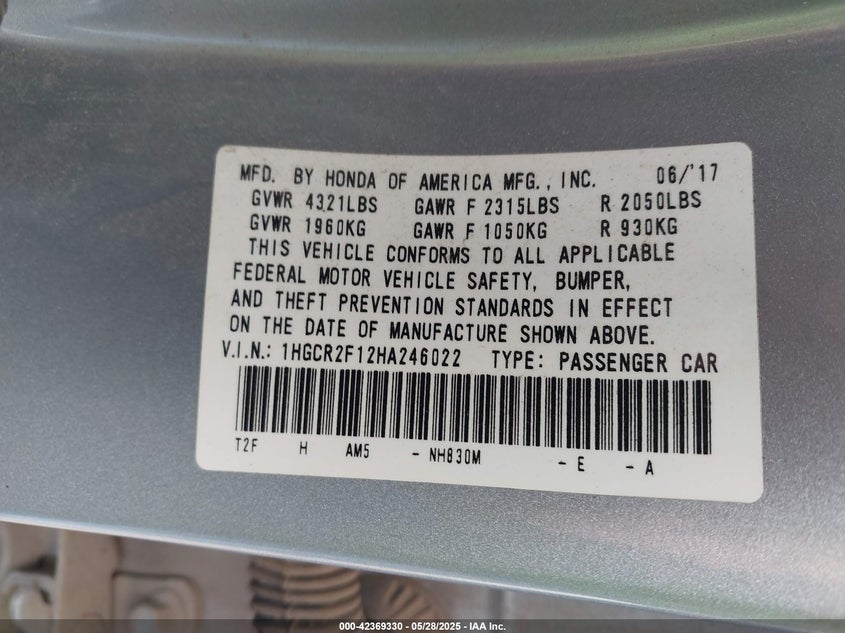 MFD. BY HONDA OF AMERICA MFG., INC. 06/'17
GVWR 4321LBS GAWR F 2315LBS R 2050LBS
GVWR 1960KG GAWR F 1050KG R 930KG
THIS VEHICLE CONFORMS TO ALL APPLICABLE
FEDERAL MOTOR VEHICLE SAFETY, BUMPER,
AND THEFT PREVENTION STANDARDS IN EFFECT
ON THE DATE OF MANUFACTURE SHOWN ABOVE.
V.I.N.: 1HGCR2F12HA246022 TYPE: PASSENGER CAR
T2F H AM5 - NH830M - E - A
000-42369330 — 05/28/2025 — IAA Inc.